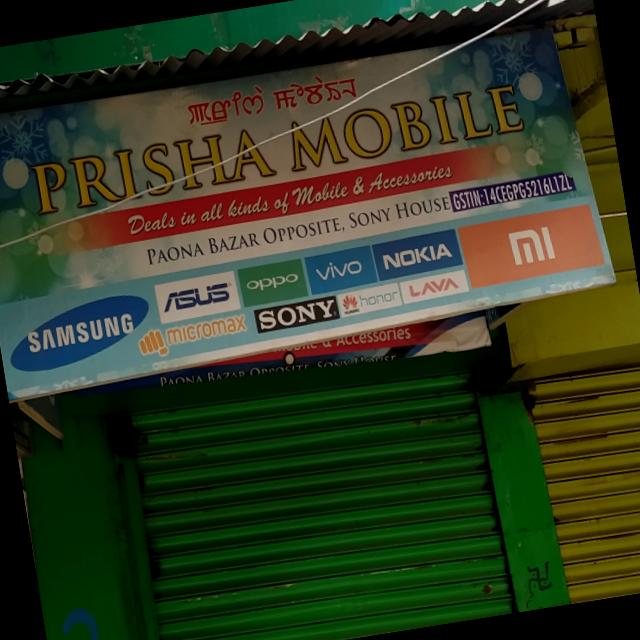 PRISHA MOBILE
Deals in all kinds of Mobile & Accessories
PAONA BAZAR OPPOSITE, SONY HOUSE GSTIN:14CEGPG5216L1ZL
SAMSUNG ASUS oppo vivo NOKIA MI
micromax SONY honor LAVA
& ACCESSORIES
PAONA BAZAR OPPOSITE, SONY HOUSE